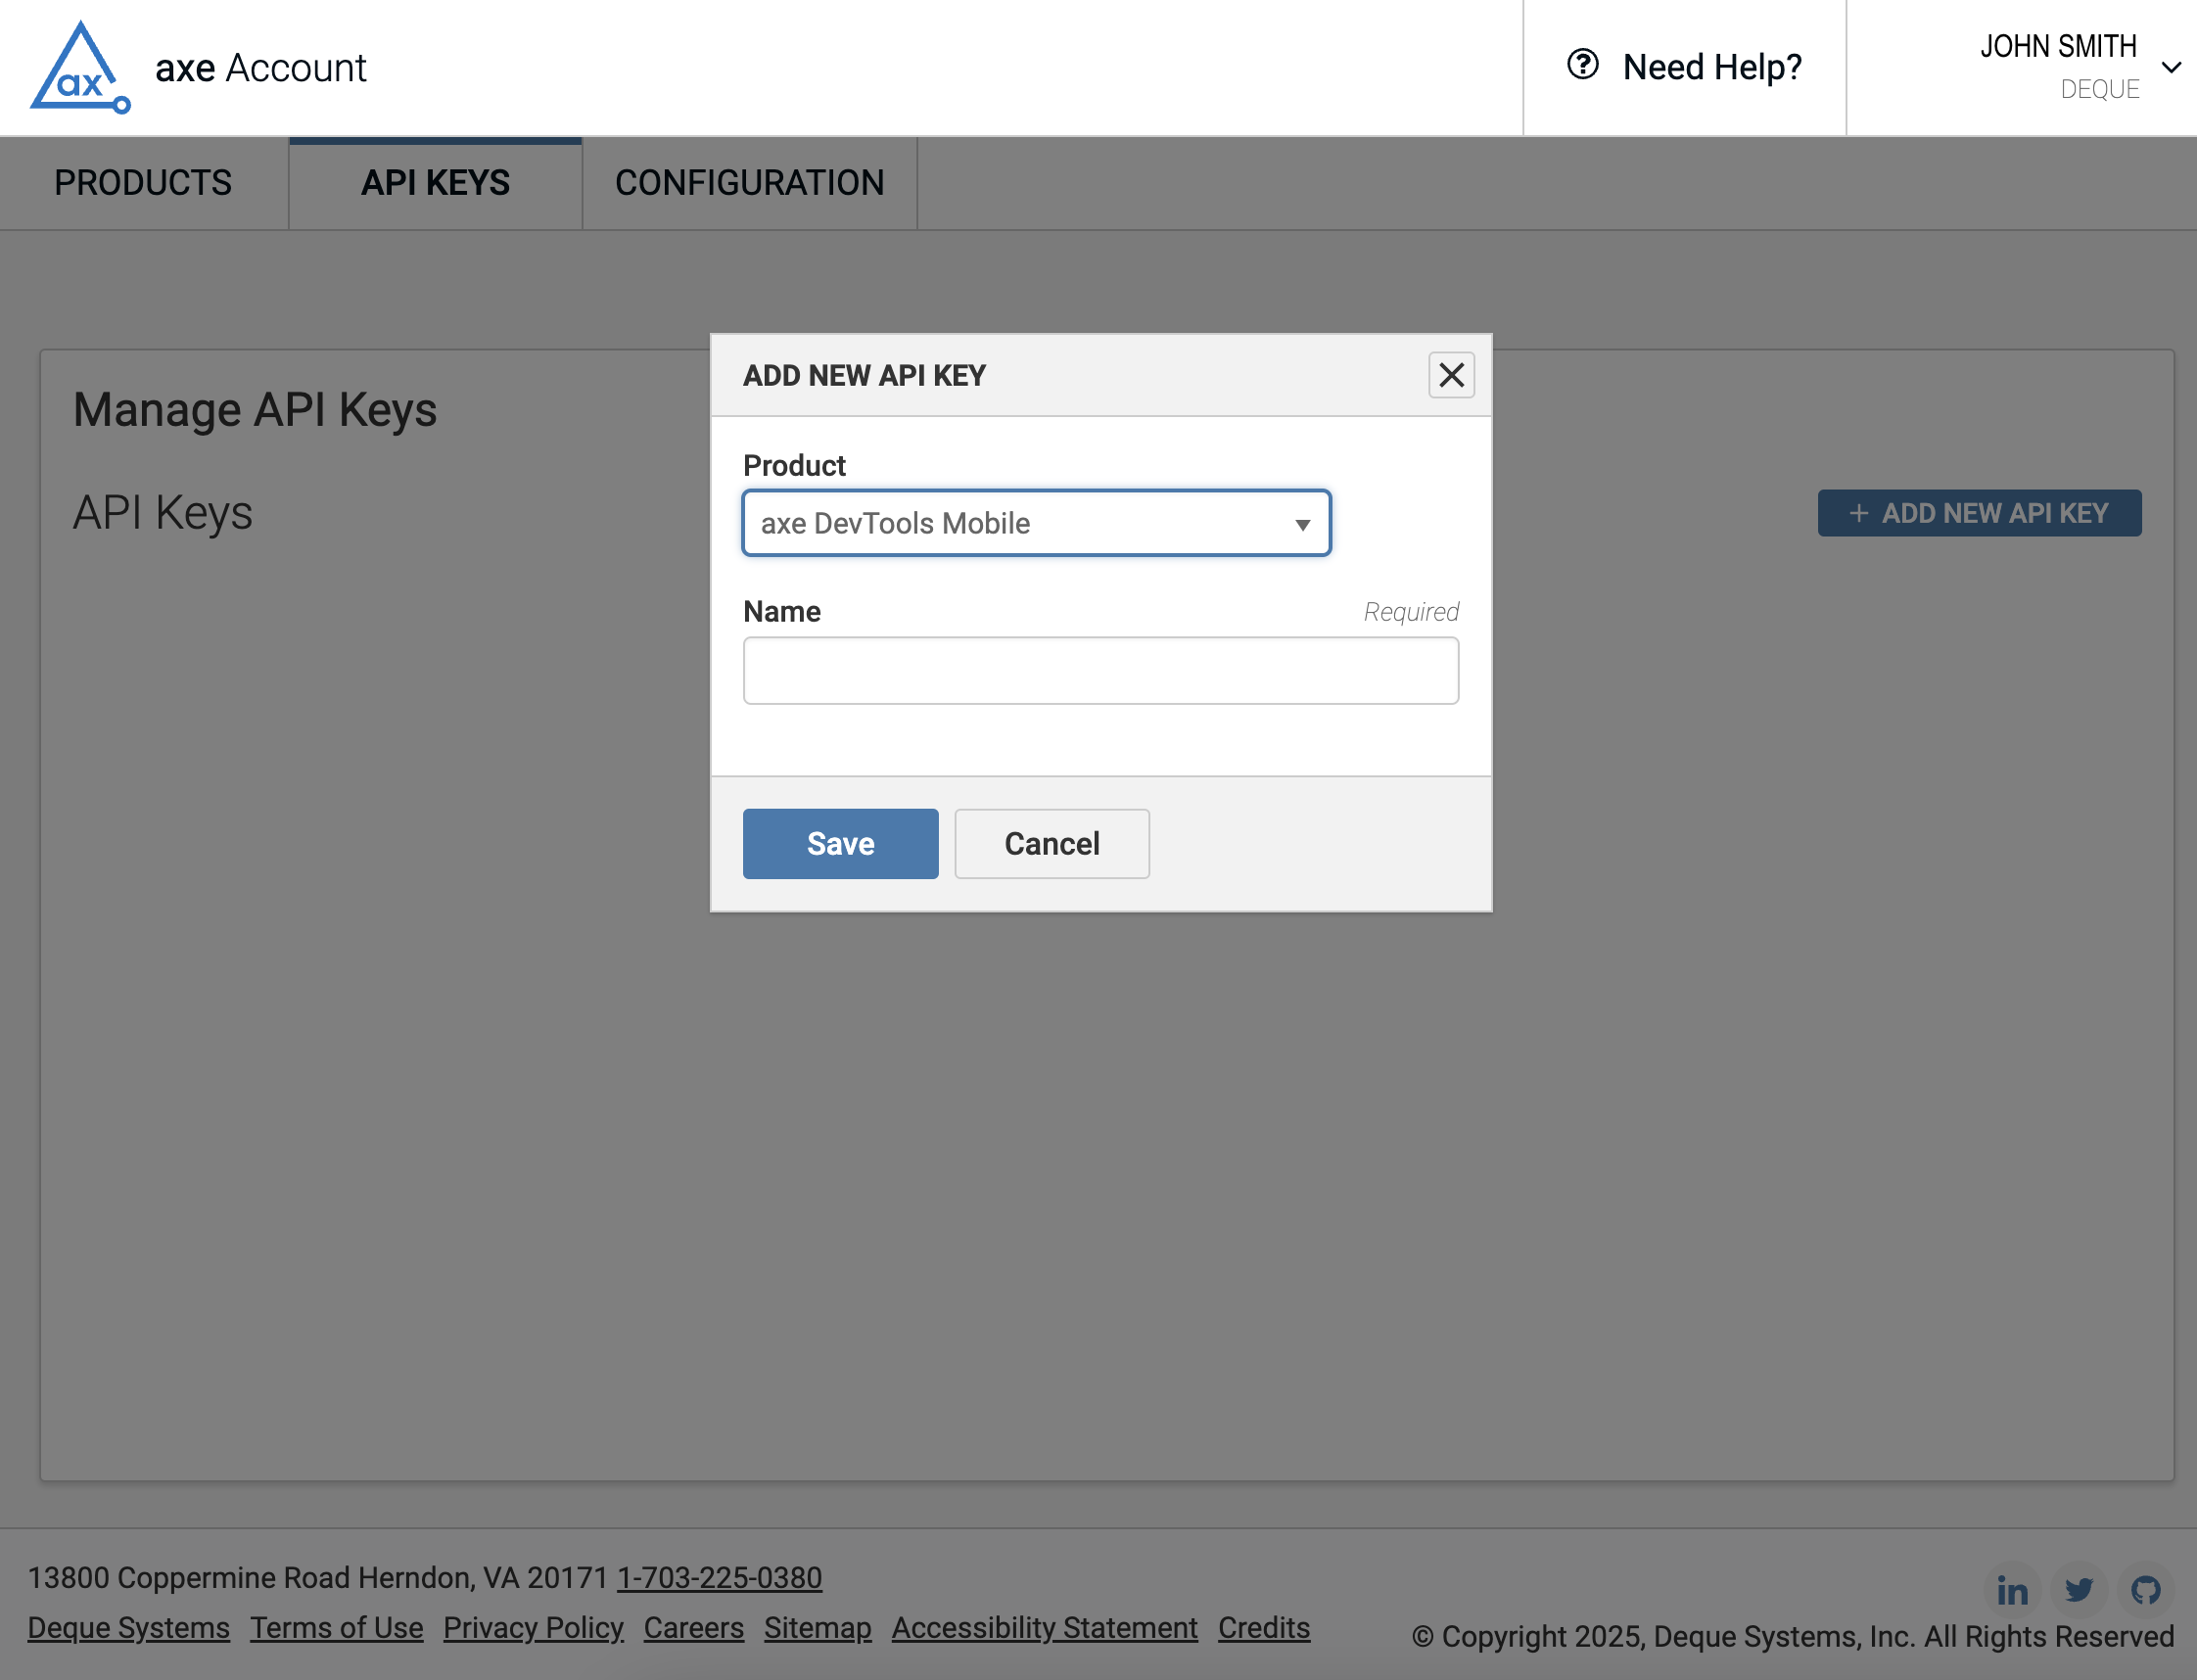 ax
axe Account
Need Help?
JOHN SMITH
DEQUE
PRODUCTS
API KEYS
CONFIGURATION
Manage API Keys
API Keys
+ ADD NEW API KEY
ADD NEW API KEY
Product
axe DevTools Mobile
Name
Required
Save
Cancel
13800 Coppermine Road Herndon, VA 20171 1-703-225-0380
Deque Systems Terms of Use Privacy Policy Careers Sitemap Accessibility Statement Credits
in
© Copyright 2025, Deque Systems, Inc. All Rights Reserved